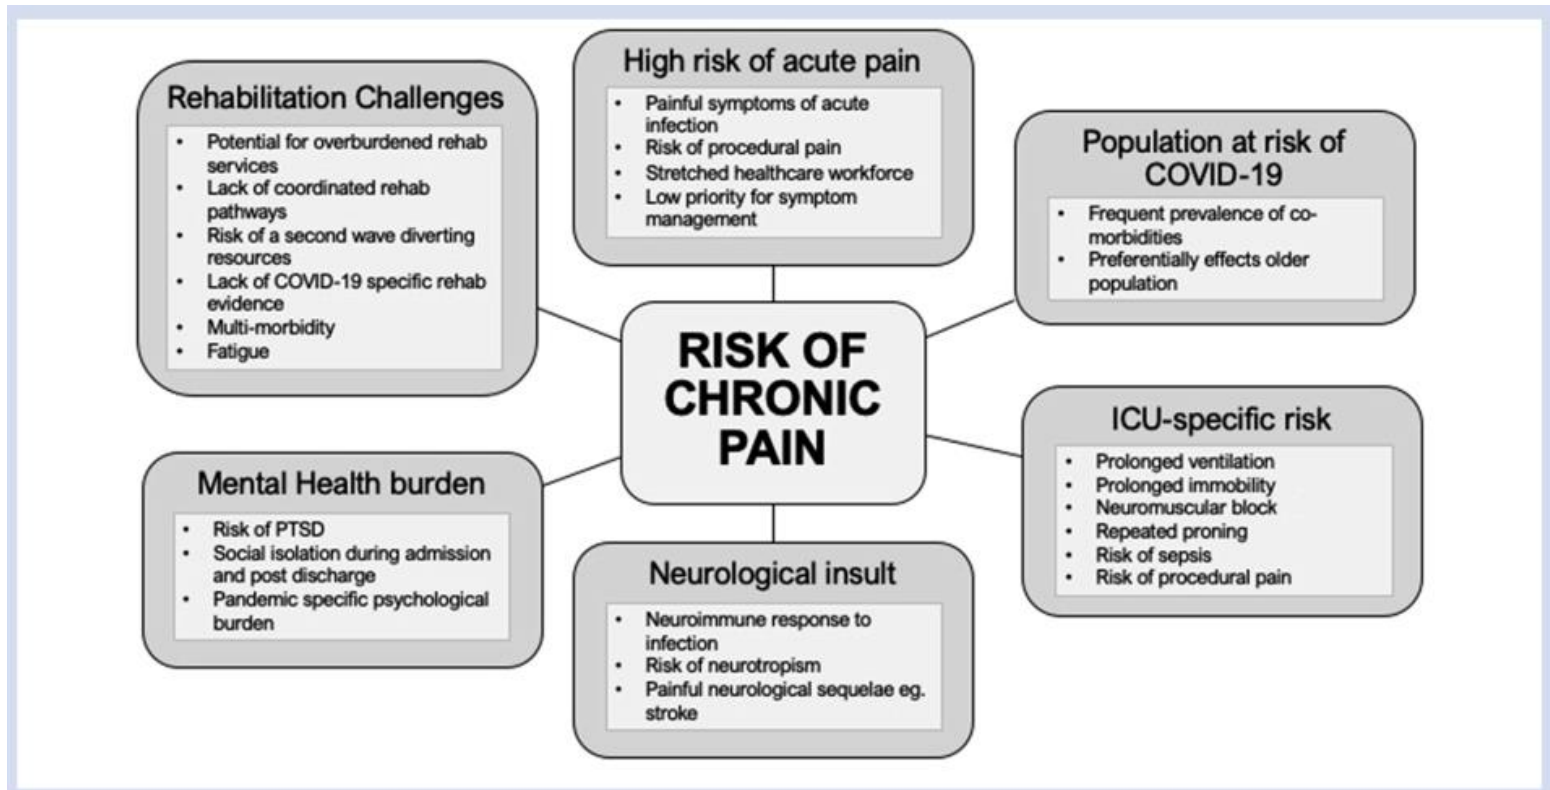 High risk of acute pain
• Painful symptoms of acute
infection
• Risk of procedural pain
• Stretched healthcare workforce
• Low priority for symptom
management
Rehabilitation Challenges
• Potential for overburdened rehab
services
• Lack of coordinated rehab
pathways
• Risk of a second wave diverting
resources
• Lack of COVID-19 specific rehab
evidence
• Multi-morbidity
• Fatigue
Population at risk of
COVID-19
• Frequent prevalence of co-
morbidities
• Preferentially effects older
population
RISK OF
CHRONIC
PAIN
ICU-specific risk
• Prolonged ventilation
• Prolonged immobility
• Neuromuscular block
• Repeated proning
• Risk of sepsis
• Risk of procedural pain
Mental Health burden
• Risk of PTSD
• Social isolation during admission
and post discharge
• Pandemic specific psychological
burden
Neurological insult
• Neuroimmune response to
infection
• Risk of neurotropism
• Painful neurological sequelae eg.
stroke